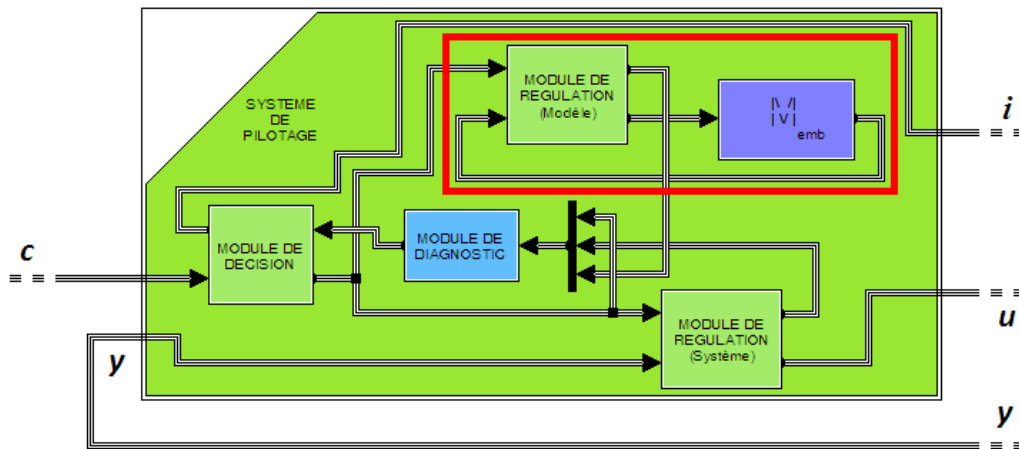 SYSTEME
DE
PILOTAGE
MODULE DE
REGULATION
(Modèle)
|\ /|
| V |
emb
i
c
MODULE DE
DECISION
MODULE DE
DIAGNOSTIC
y
MODULE DE
REGULATION
(Système)
u
y